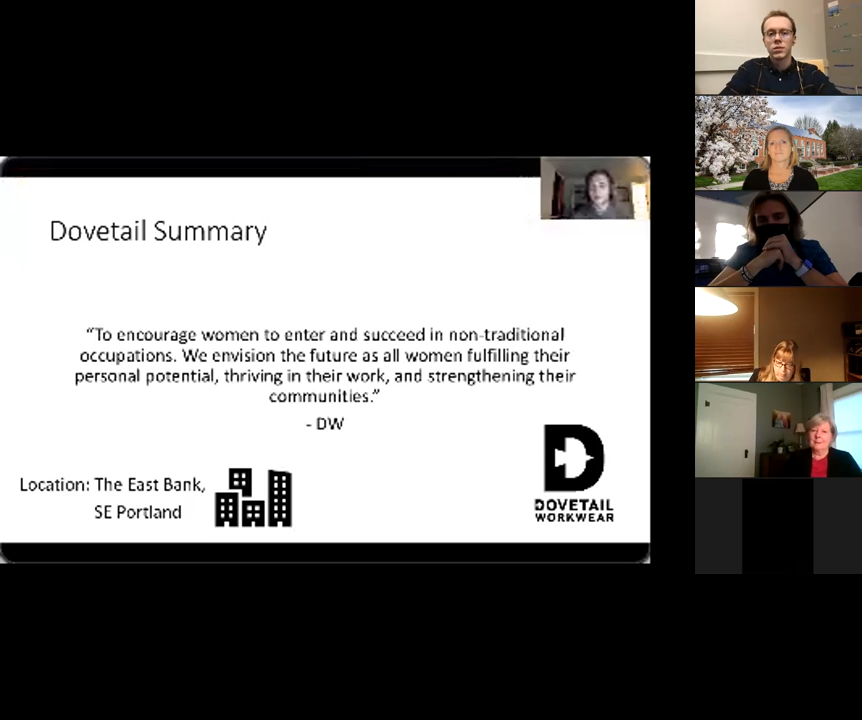 Dovetail Summary
“To encourage women to enter and succeed in non-traditional
occupations. We envision the future as all women fulfilling their
personal potential, thriving in their work, and strengthening their
communities.”
- DW
Location: The East Bank,
SE Portland
DOVETAIL
WORKWEAR